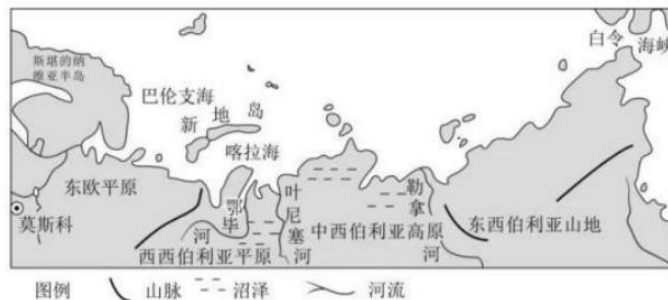 白令
海峡
斯堪的纳
维亚半岛
巴伦支海
新地岛
喀拉海
东欧平原
莫斯科
鄂毕河
叶尼塞河
勒拿河
西西伯利亚平原
中西伯利亚高原
东西伯利亚山地
图例 山脉 沼泽 河流